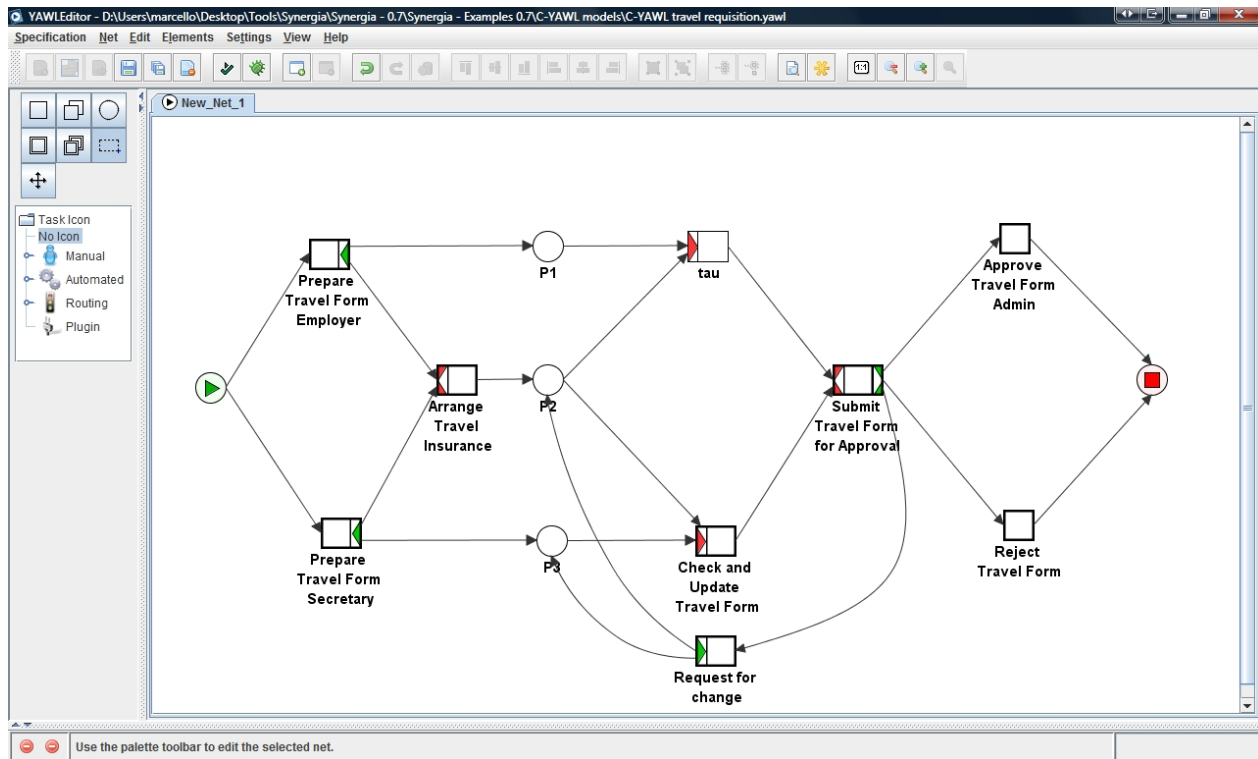 YAWLEditor - D:\Users\marcello\Desktop\Tools\Synergia\Synergia - 0.7\Synergia - Examples 0.7\C-YAWL models\C-YAWL travel requisition.yawl
Specification Net Edit Elements Settings View Help
1:1
New_Net_1
Task Icon
No Icon
Manual
Automated
Routing
Plugin
Prepare
Travel Form
Employer
P1
tau
Approve
Travel Form
Admin
Arrange
Travel
Insurance
P2
Submit
Travel Form
for Approval
Prepare
Travel Form
Secretary
P3
Check and
Update
Travel Form
Reject
Travel Form
Request for
change
Use the palette toolbar to edit the selected net.